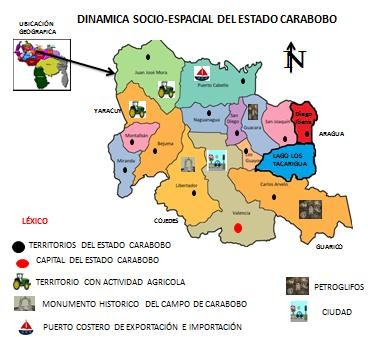 UBICACIÓN
GEOGRAFICA
DINAMICA SOCIO-ESPACIAL DEL ESTADO CARABOBO
N
Juan José Mora
Puerto Cabello
YARACUY
Naguanagua
San
Diego
Guacara
San Joaquín
Diego
Ibarra
ARAGUA
Montalbán
Bejuma
Miranda
LAGO LOS
TACARIGUA
Libertador
Carlos Arvelo
Valencia
COJEDES
GUARICO
LÉXICO
TERRITORIOS DEL ESTADO CARABOBO
CAPITAL DEL ESTADO CARABOBO
TERRITORIO CON ACTIVIDAD AGRICOLA
MONUMENTO HISTORICO DEL CAMPO DE CARABOBO
PUERTO COSTERO DE EXPORTACIÓN E IMPORTACIÓN
PETROGLIFOS
CIUDAD